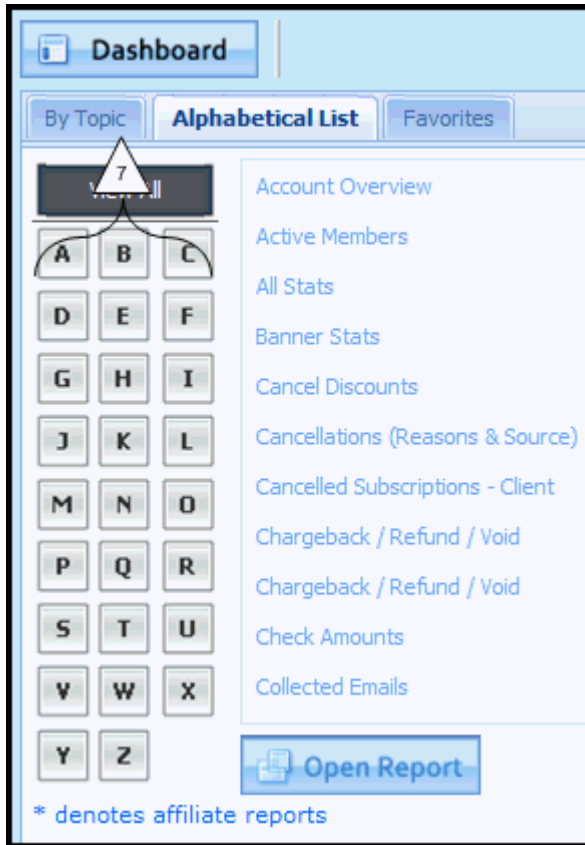 Dashboard
By Topic Alphabetical List Favorites
7
View All
A B C
D E F
G H I
J K L
M N O
P Q R
S T U
V W X
Y Z
Account Overview
Active Members
All Stats
Banner Stats
Cancel Discounts
Cancellations (Reasons & Source)
Cancelled Subscriptions - Client
Chargeback / Refund / Void
Chargeback / Refund / Void
Check Amounts
Collected Emails
Open Report
* denotes affiliate reports